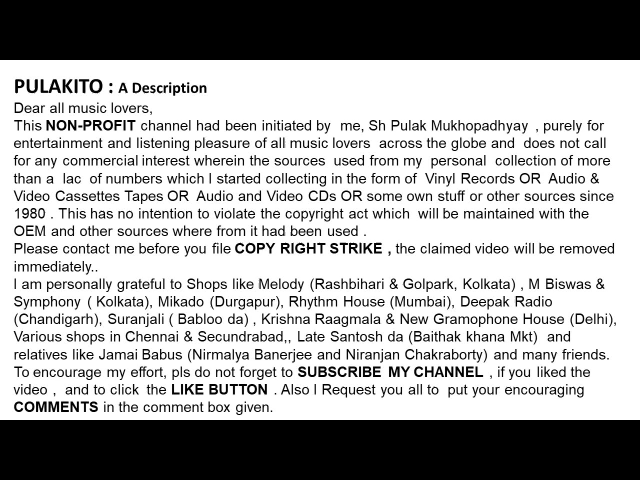 PULAKITO : A Description
Dear all music lovers,
This NON-PROFIT channel had been initiated by me, Sh Pulak Mukhopadhyay , purely for
entertainment and listening pleasure of all music lovers across the globe and does not call
for any commercial interest wherein the sources used from my personal collection of more
than a lac of numbers which I started collecting in the form of Vinyl Records OR Audio &
Video Cassettes Tapes OR Audio and Video CDs OR some own stuff or other sources since
1980 . This has no intention to violate the copyright act which will be maintained with the
OEM and other sources where from it had been used .
Please contact me before you file COPY RIGHT STRIKE , the claimed video will be removed
immediately..
I am personally grateful to Shops like Melody (Rashbihari & Golpark, Kolkata) , M Biswas &
Symphony ( Kolkata), Mikado (Durgapur), Rhythm House (Mumbai), Deepak Radio
(Chandigarh), Suranjali ( Babloo da) , Krishna Raagmala & New Gramophone House (Delhi),
Various shops in Chennai & Secundrabad,, Late Santosh da (Baithak khana Mkt) and
relatives like Jamai Babus (Nirmalya Banerjee and Niranjan Chakraborty) and many friends.
To encourage my effort, pls do not forget to SUBSCRIBE MY CHANNEL , if you liked the
video , and to click the LIKE BUTTON . Also I Request you all to put your encouraging
COMMENTS in the comment box given.